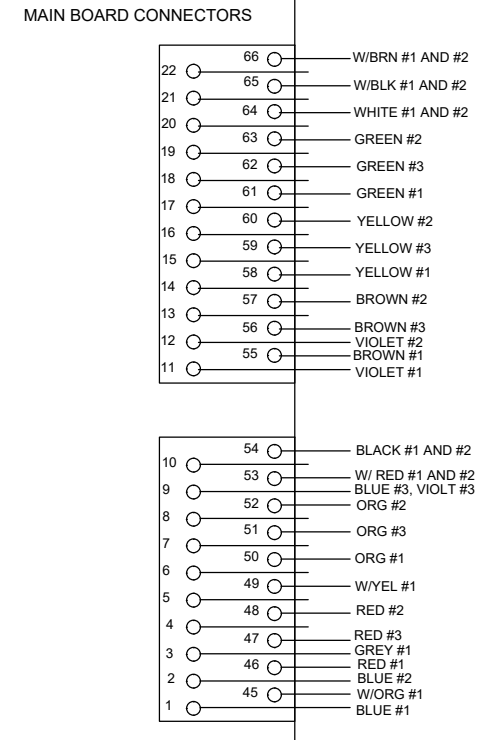 MAIN BOARD CONNECTORS
66 W/BRN #1 AND #2
22
65 W/BLK #1 AND #2
21
64 WHITE #1 AND #2
20
63 GREEN #2
19
62 GREEN #3
18
61 GREEN #1
17
60 YELLOW #2
16
59 YELLOW #3
15
58 YELLOW #1
14
57 BROWN #2
13
56 BROWN #3
12 VIOLET #2
55 BROWN #1
11 VIOLET #1
54 BLACK #1 AND #2
10
53 W/ RED #1 AND #2
9 BLUE #3, VIOLT #3
52 ORG #2
8
51 ORG #3
7
50 ORG #1
6
49 W/YEL #1
5
48 RED #2
4
47 RED #3
3 GREY #1
46 RED #1
2 BLUE #2
45 W/ORG #1
1 BLUE #1